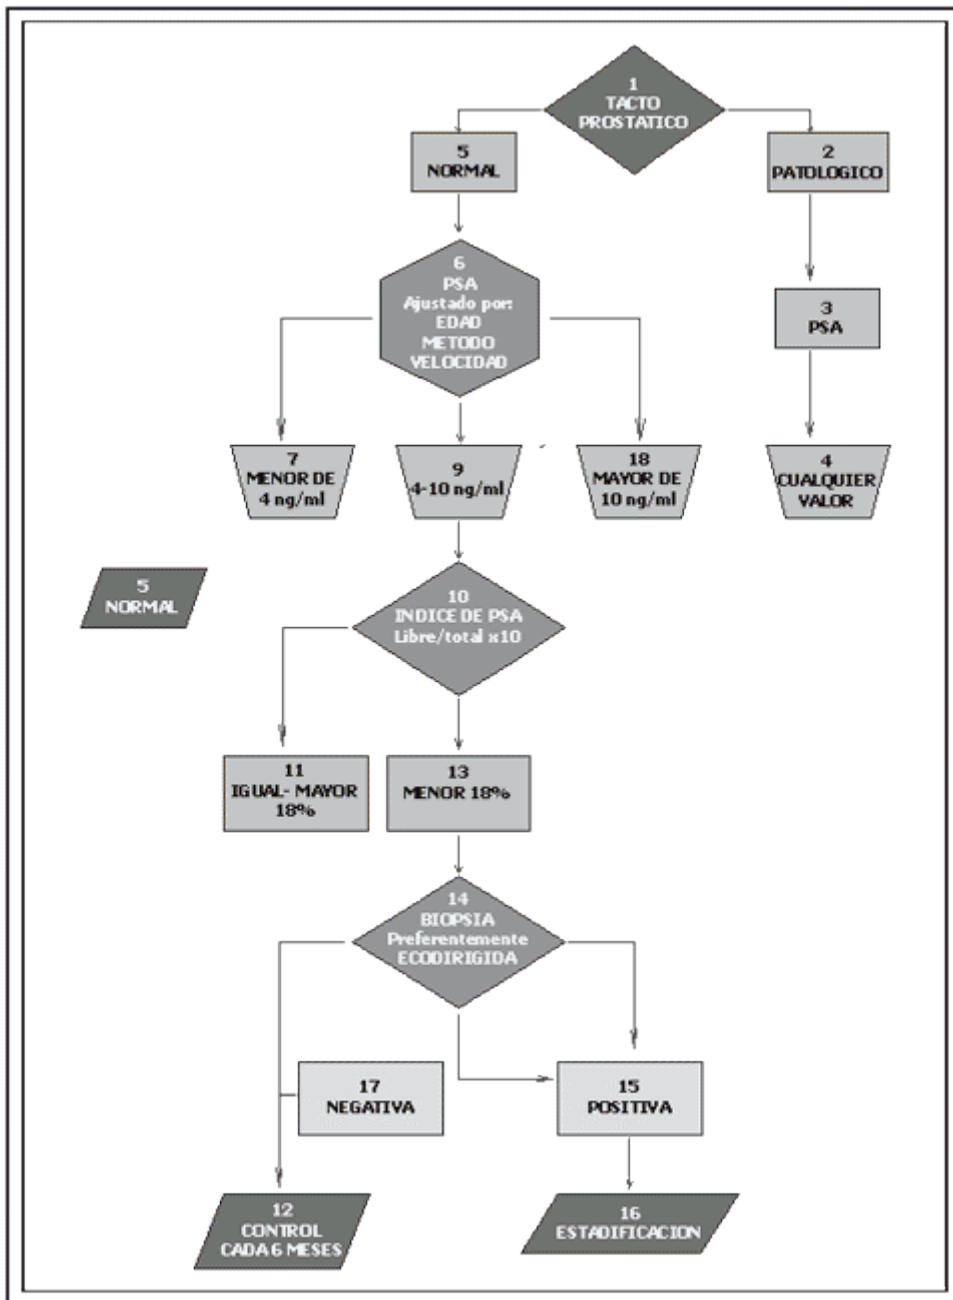 1
TACTO
PROSTATICO
5
NORMAL
2
PATOLOGICO
6
PSA
Ajustado por:
EDAD
METODO
VELOCIDAD
3
PSA
7
MENOR DE
4 ng/ml
9
4-10 ng/ml
18
MAYOR DE
10 ng/ml
4
CUALQUIER
VALOR
5
NORMAL
10
INDICE DE PSA
Libre/total x10
11
IGUAL- MAYOR
18%
13
MENOR 18%
14
BIOPSIA
Preferentemente
ECODIRIGIDA
17
NEGATIVA
15
POSITIVA
12
CONTROL
CADA 6 MESES
16
ESTADIFICACION